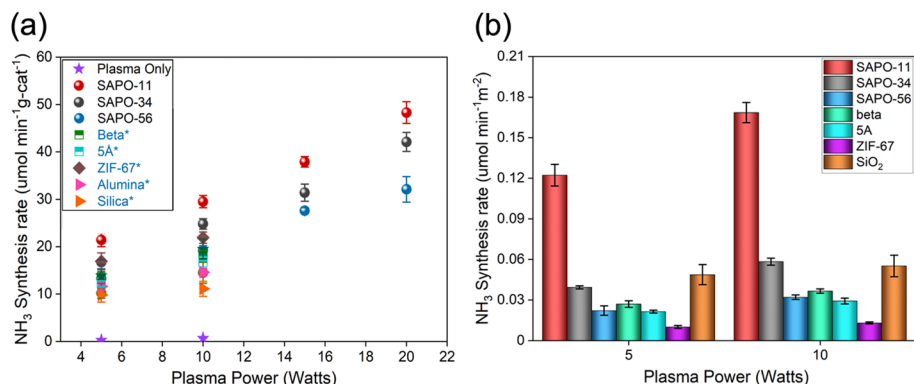 (a)
NH3 Synthesis rate (umol min-1g-cat-1)
60
50
40
30
20
10
0
Plasma Only
SAPO-11
SAPO-34
SAPO-56
Beta*
5Å*
ZIF-67*
Alumina*
Silica*
4 6 8 10 12 14 16 18 20 22
Plasma Power (Watts)
(b)
NH3 Synthesis rate (umol min-1m-2)
0.21
0.18
0.15
0.12
0.09
0.06
0.03
0.00
SAPO-11
SAPO-34
SAPO-56
beta
5A
ZIF-67
SiO2
5 10
Plasma Power (Watts)